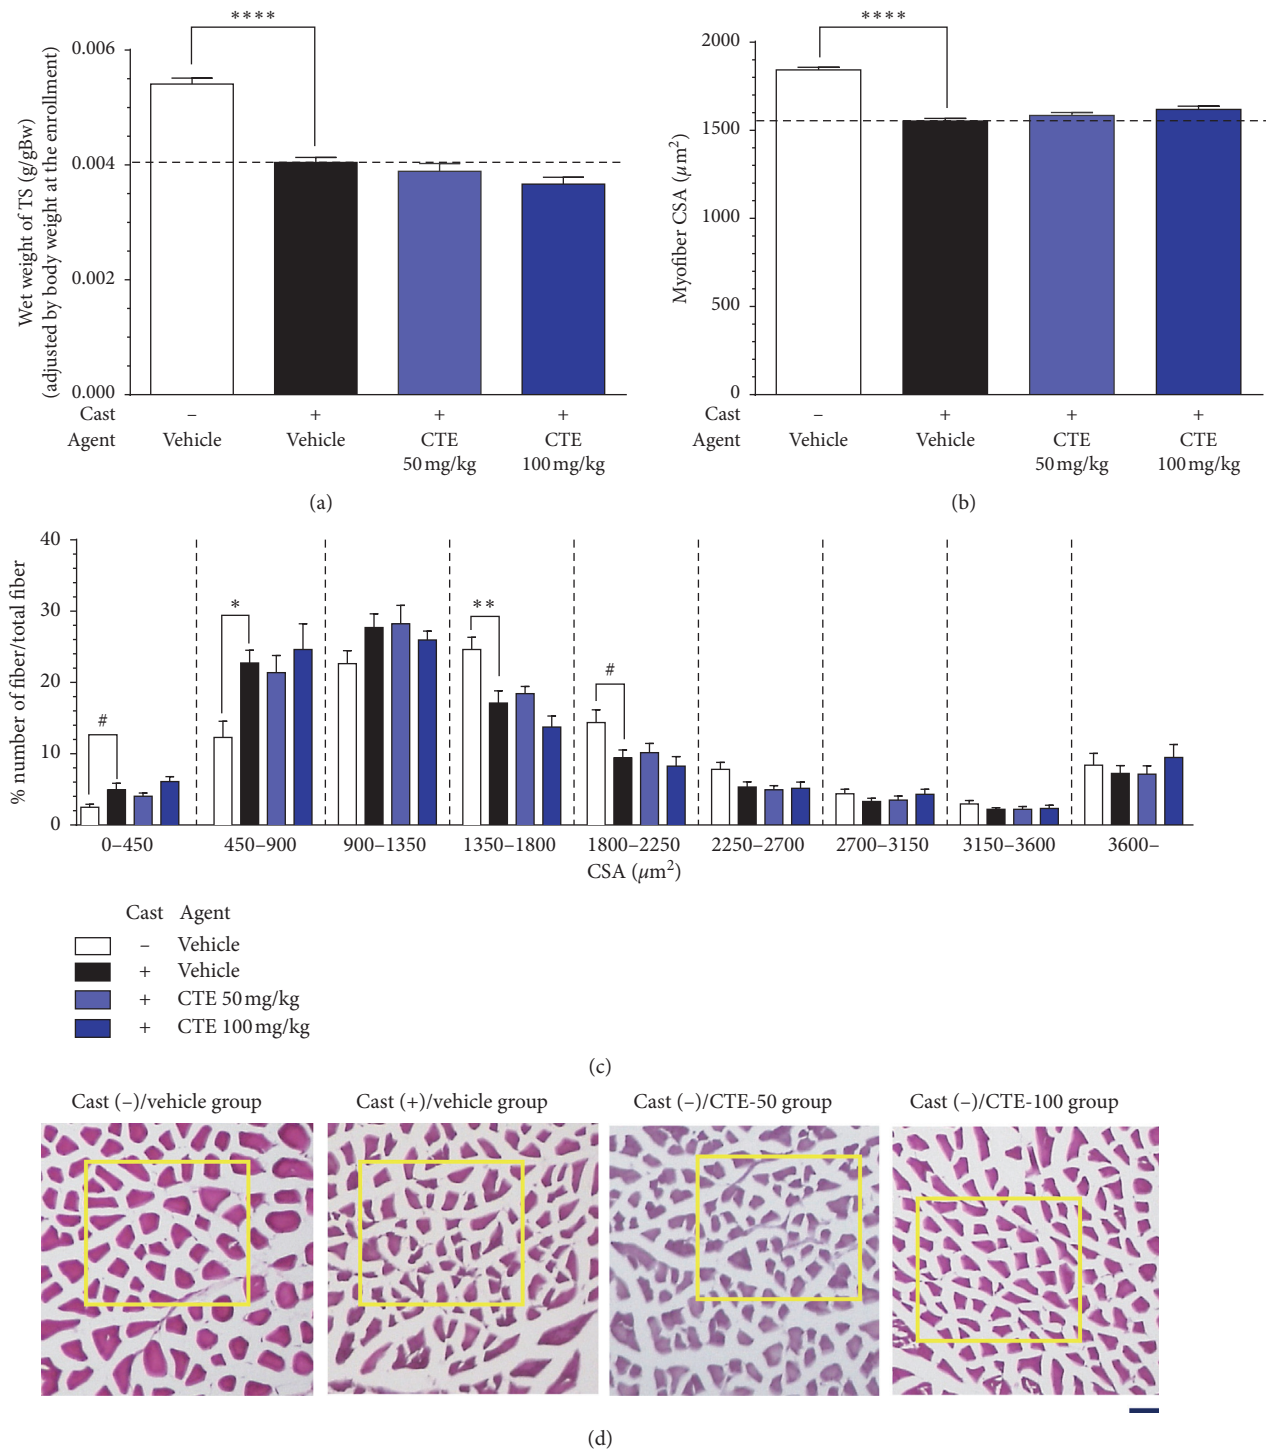 ****
0.006
0.004
0.002
0.000
Wet weight of TS (g/gBw)
(adjusted by body weight at the enrollment)
Cast – + + +
Agent Vehicle Vehicle CTE CTE
50 mg/kg 100 mg/kg
(a)
****
2000
1500
1000
500
0
Myofiber CSA (μm²)
Cast – + + +
Agent Vehicle Vehicle CTE CTE
50 mg/kg 100 mg/kg
(b)
40
30
20
10
0
% number of fiber/total fiber
# * ** #
0–450 450–900 900–1350 1350–1800 1800–2250 2250–2700 2700–3150 3150–3600 3600–
CSA (μm²)
Cast Agent
– Vehicle
+ Vehicle
+ CTE 50 mg/kg
+ CTE 100 mg/kg
(c)
Cast (–)/vehicle group Cast (+)/vehicle group Cast (–)/CTE-50 group Cast (–)/CTE-100 group
(d)